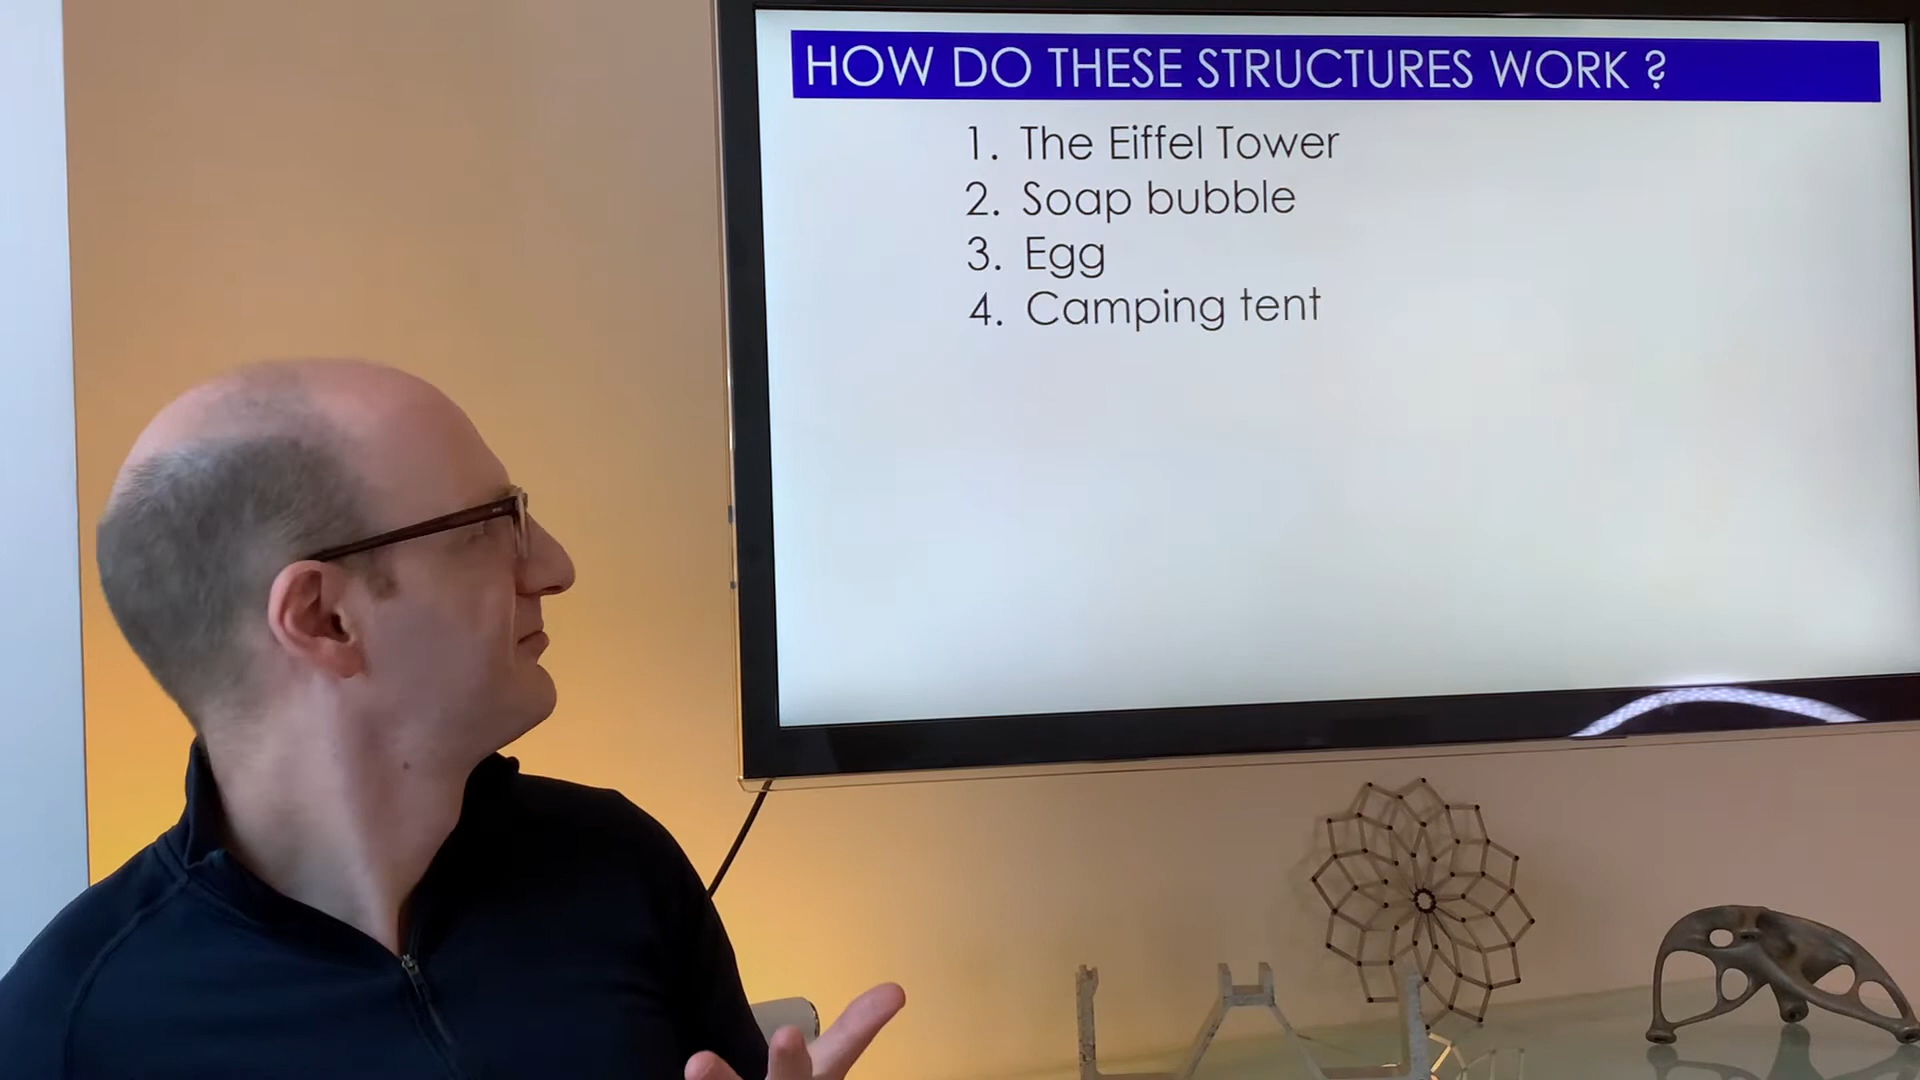 HOW DO THESE STRUCTURES WORK ?
1. The Eiffel Tower
2. Soap bubble
3. Egg
4. Camping tent